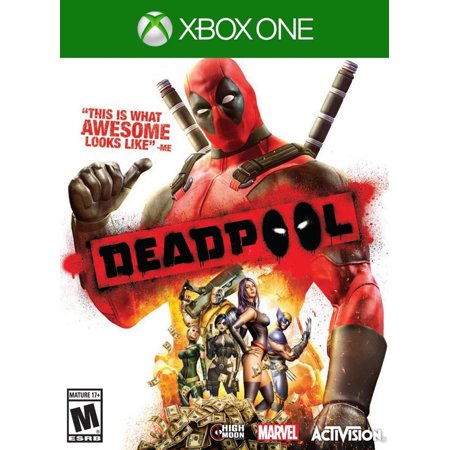 XBOX ONE
"THIS IS WHAT
AWESOME
LOOKS LIKE" -ME
DEADPOOL
MATURE 17+
M
ESRB
HIGH
MOON
MARVEL
ACTIVISION